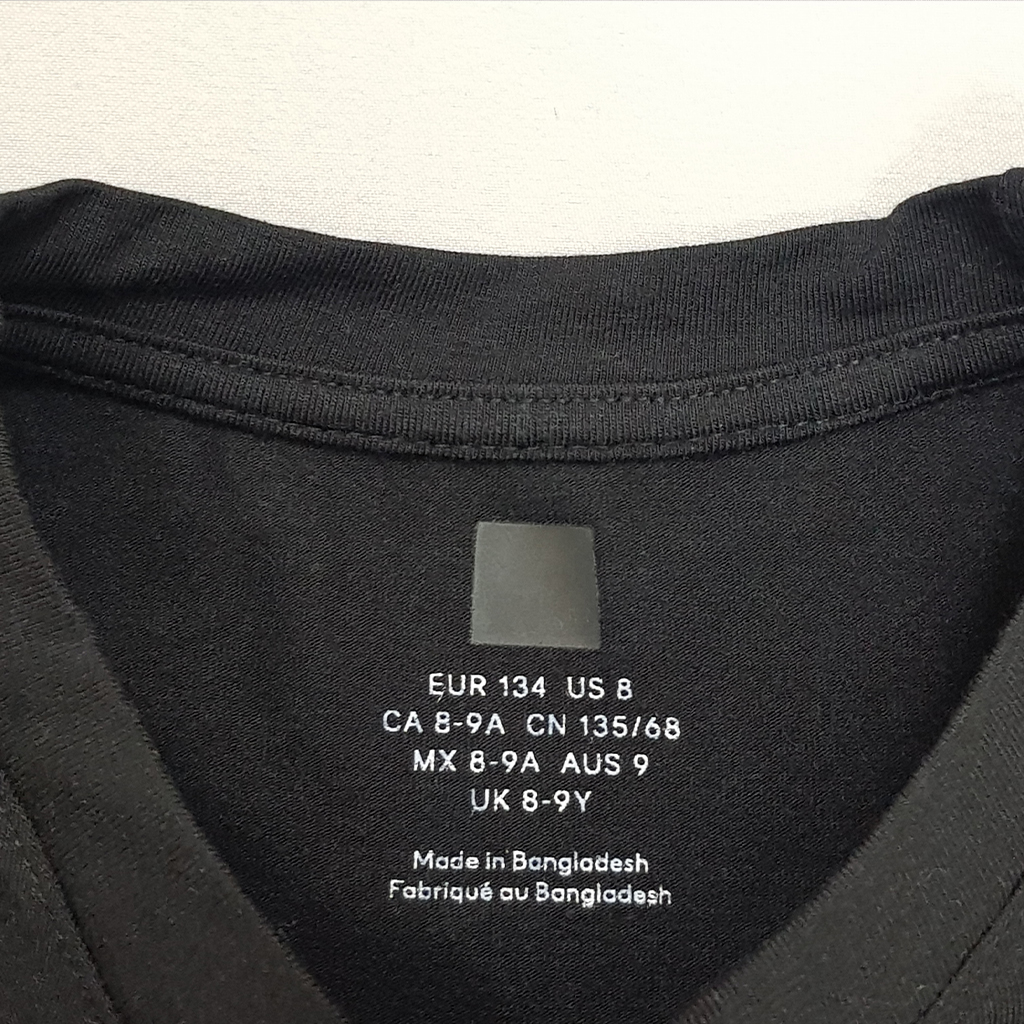 EUR 134 US 8
CA 8-9A CN 135/68
MX 8-9A AUS 9
UK 8-9Y
Made in Bangladesh
Fabriqué au Bangladesh